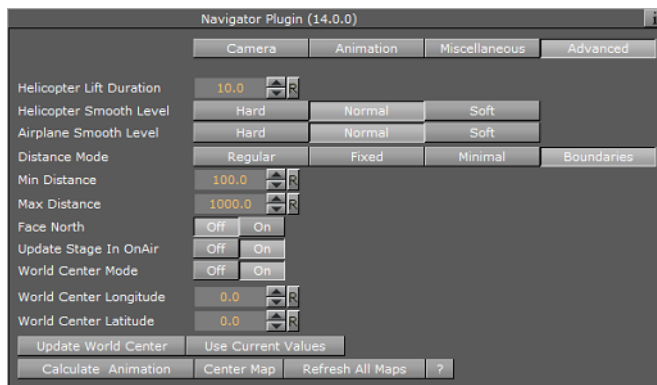 Navigator Plugin (14.0.0) i
Camera Animation Miscellaneous Advanced
Helicopter Lift Duration 10.0 R
Helicopter Smooth Level Hard Normal Soft
Airplane Smooth Level Hard Normal Soft
Distance Mode Regular Fixed Minimal Boundaries
Min Distance 100.0 R
Max Distance 1000.0 R
Face North Off On
Update Stage In OnAir Off On
World Center Mode Off On
World Center Longitude 0.0 R
World Center Latitude 0.0 R
Update World Center Use Current Values
Calculate Animation Center Map Refresh All Maps ?